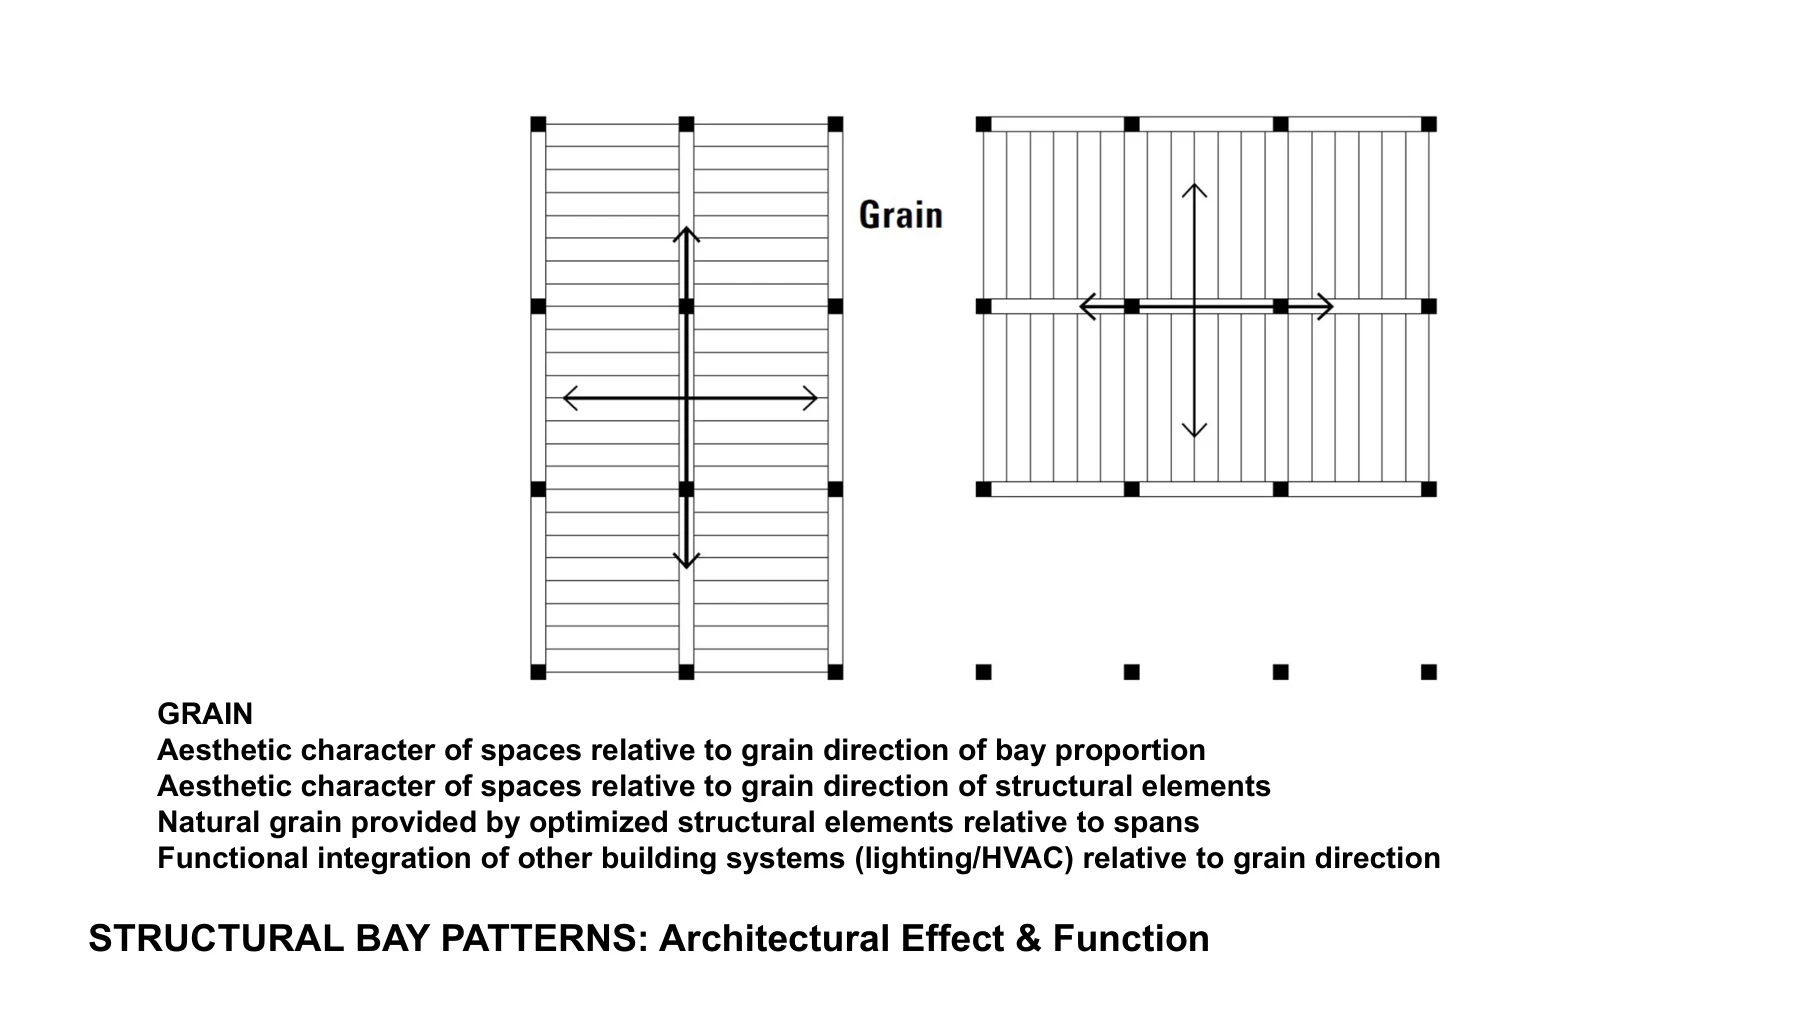 Grain
GRAIN
Aesthetic character of spaces relative to grain direction of bay proportion
Aesthetic character of spaces relative to grain direction of structural elements
Natural grain provided by optimized structural elements relative to spans
Functional integration of other building systems (lighting/HVAC) relative to grain direction
STRUCTURAL BAY PATTERNS: Architectural Effect & Function